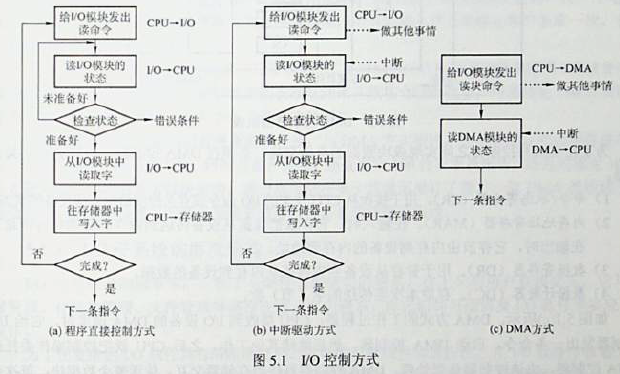 给I/O模块发出
读命令
CPU→I/O
读I/O模块的
状态
I/O→CPU
未准备好
检查状态
错误条件
准备好
从I/O模块中
读取字
I/O→CPU
往存储器中
写入字
CPU→存储器
否
完成?
是
下一条指令
(a) 程序直接控制方式
给I/O模块发出
读命令
CPU→I/O
做其他事情
读I/O模块的
状态
中断
I/O→CPU
检查状态
错误条件
准备好
从I/O模块中
读取字
I/O→CPU
往存储器中
写入字
CPU→存储器
否
完成?
是
下一条指令
(b) 中断驱动方式
给I/O模块发出
读块命令
CPU→DMA
做其他事情
读DMA模块的
状态
中断
DMA→CPU
下一条指令
(c) DMA方式
图 5.1 I/O 控制方式